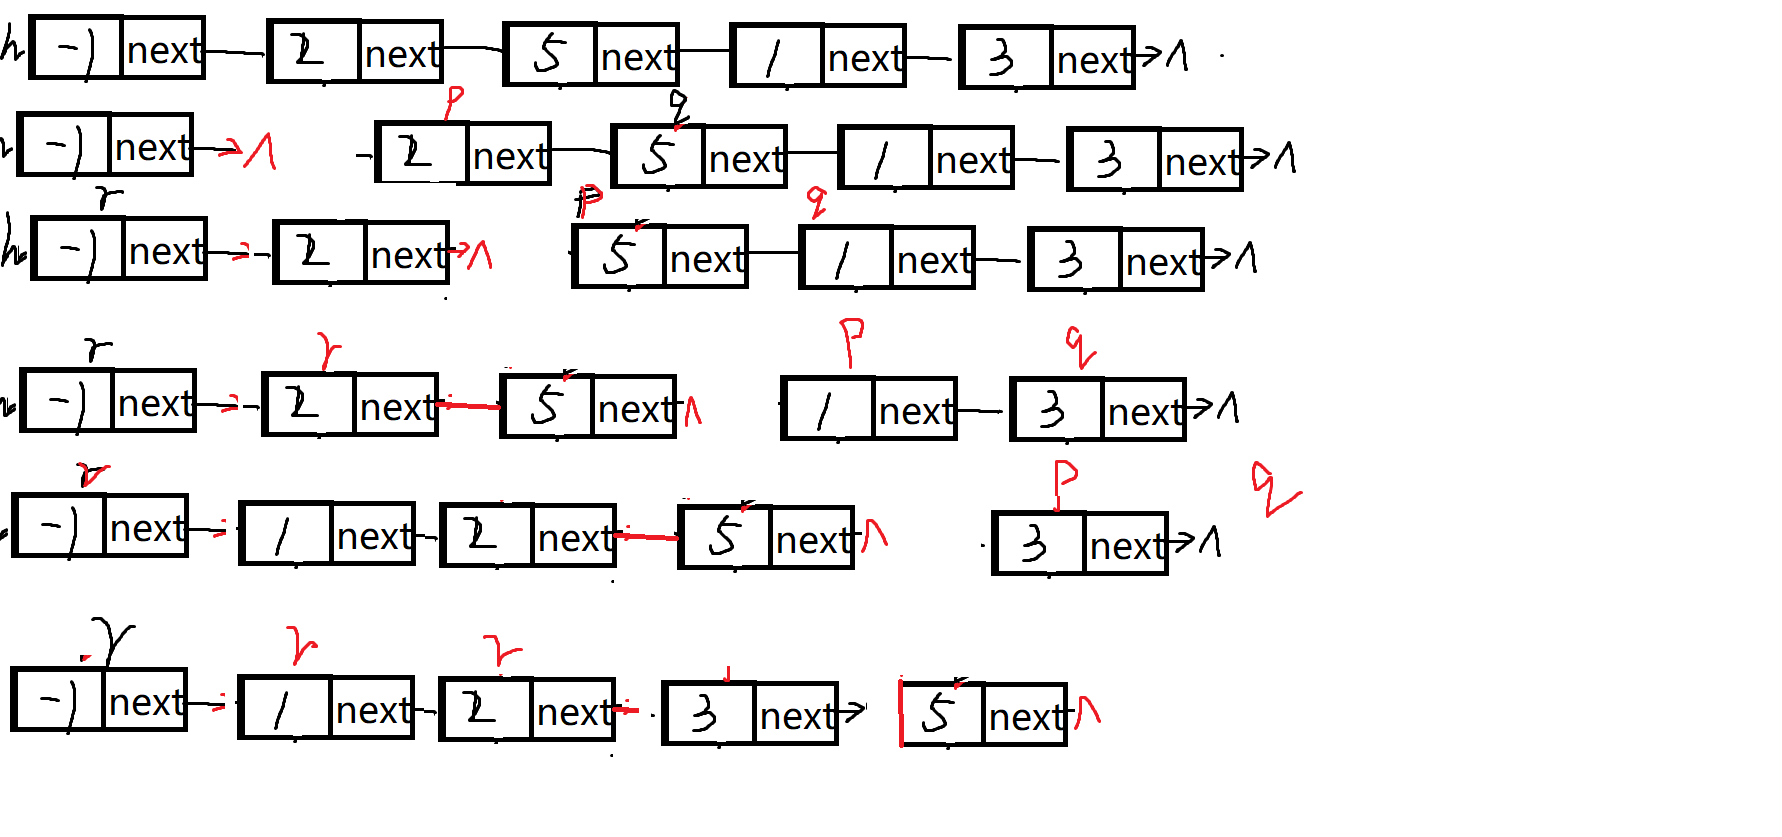 h -1 next 2 next 5 next 1 next 3 next ∧
p q
-1 next ∧ 2 next 5 next 1 next 3 next ∧
r p q
h -1 next 2 next ∧ 5 next 1 next 3 next ∧
r r p q
-1 next 2 next 5 next ∧ 1 next 3 next ∧
r p q
-1 next 1 next 2 next 5 next ∧ 3 next ∧
r r r
-1 next 1 next 2 next 3 next 5 next ∧